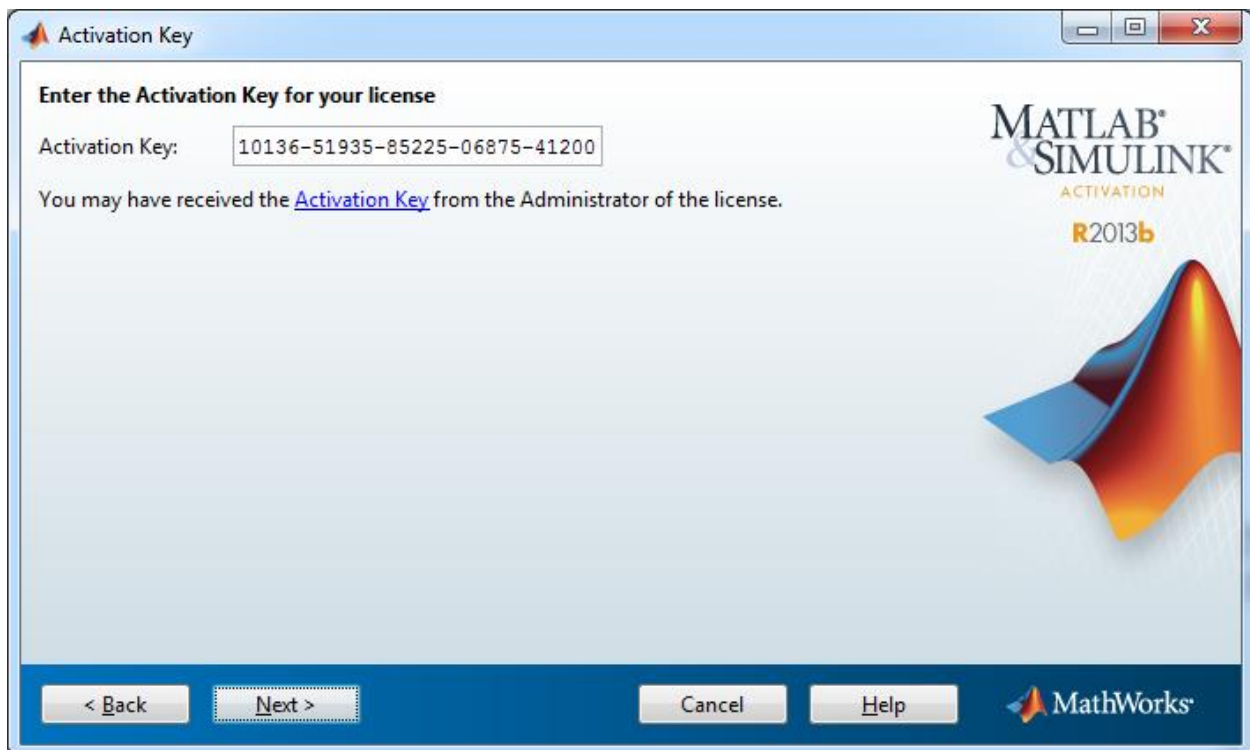 Activation Key
Enter the Activation Key for your license
Activation Key: 10136-51935-85225-06875-41200
You may have received the Activation Key from the Administrator of the license.
MATLAB®
&SIMULINK®
ACTIVATION
R2013b
< Back Next > Cancel Help MathWorks®